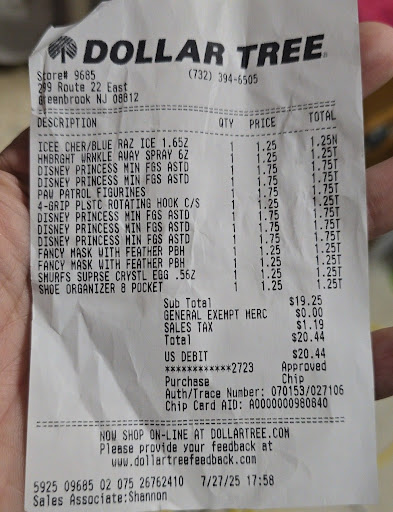 DOLLAR TREE
Store# 9685 (732) 394-6505
299 Route 22 East
Greenbrook NJ 08812
DESCRIPTION QTY PRICE TOTAL
ICEE CHER/BLUE RAZ ICE 1.65Z 1 1.25 1.25N
HMBRGHT WRNKLE AWAY SPRAY 6Z 1 1.25 1.25T
DISNEY PRINCESS MIN FGS ASTD 1 1.75 1.75T
DISNEY PRINCESS MIN FGS ASTD 1 1.75 1.75T
PAW PATROL FIGURINES 1 1.75 1.75T
4-GRIP PLSTC ROTATING HOOK C/S 1 1.25 1.25T
DISNEY PRINCESS MIN FGS ASTD 1 1.75 1.75T
DISNEY PRINCESS MIN FGS ASTD 1 1.75 1.75T
DISNEY PRINCESS MIN FGS ASTD 1 1.75 1.75T
FANCY MASK WITH FEATHER PBH 1 1.25 1.25T
FANCY MASK WITH FEATHER PBH 1 1.25 1.25T
SMURFS SUPRSE CRYSTL EGG .56Z 1 1.25 1.25T
SHOE ORGANIZER 8 POCKET 1 1.25 1.25T
Sub Total $19.25
GENERAL EXEMPT MERC $0.00
SALES TAX $1.19
Total $20.44
US DEBIT $20.44
************2723 Approved
Purchase Chip
Auth/Trace Number: 070153/027106
Chip Card AID: A0000000980840
NOW SHOP ON-LINE AT DOLLARTREE.COM
Please provide your feedback at
www.dollartreefeedback.com
5925 09685 02 075 26762410 7/27/25 17:58
Sales Associate:Shannon